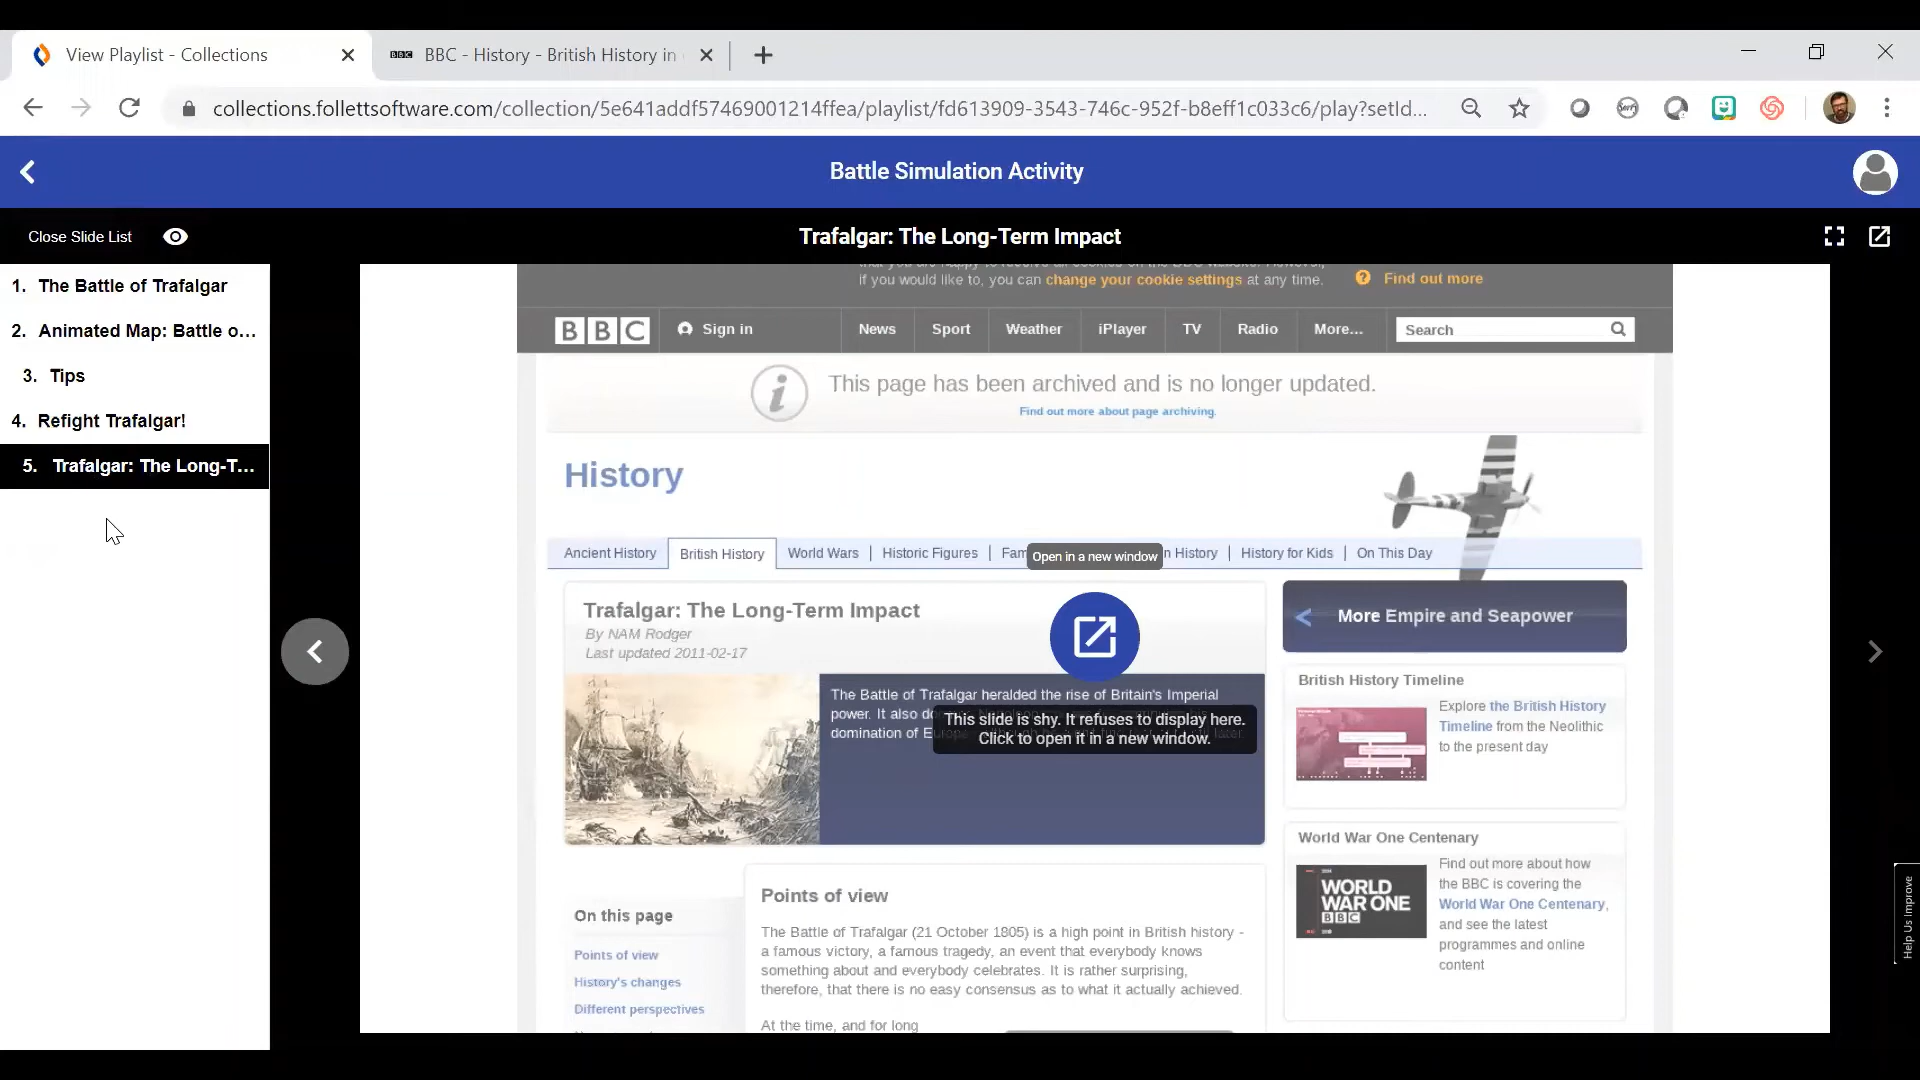 View Playlist - Collections
BBC BBC - History - British History in
collections.follettsoftware.com/collection/5e641addf57469001214ffea/playlist/fd613909-3543-746c-952f-b8eff1c033c6/play?setId...
Battle Simulation Activity
Close Slide List
Trafalgar: The Long-Term Impact
1. The Battle of Trafalgar
2. Animated Map: Battle o...
3. Tips
4. Refight Trafalgar!
5. Trafalgar: The Long-T...
if you would like to, you can change your cookie settings at any time.
? Find out more
BBC
Sign in
News
Sport
Weather
iPlayer
TV
Radio
More...
Search
This page has been archived and is no longer updated.
Find out more about page archiving.
History
Ancient History
British History
World Wars
Historic Figures
Fam
Open in a new window
n History
History for Kids
On This Day
Trafalgar: The Long-Term Impact
By NAM Rodger
Last updated 2011-02-17
The Battle of Trafalgar heralded the rise of Britain's Imperial
power. It also
domination of
This slide is shy. It refuses to display here.
Click to open it in a new window.
More Empire and Seapower
British History Timeline
Explore the British History
Timeline from the Neolithic
to the present day
World War One Centenary
WORLD
WAR ONE
BBC
Find out more about how
the BBC is covering the
World War One Centenary,
and see the latest
programmes and online
content
On this page
Points of view
History's changes
Different perspectives
Points of view
The Battle of Trafalgar (21 October 1805) is a high point in British history -
a famous victory, a famous tragedy, an event that everybody knows
something about and everybody celebrates. It is rather surprising,
therefore, that there is no easy consensus as to what it actually achieved.
At the time, and for long
Help Us Improve